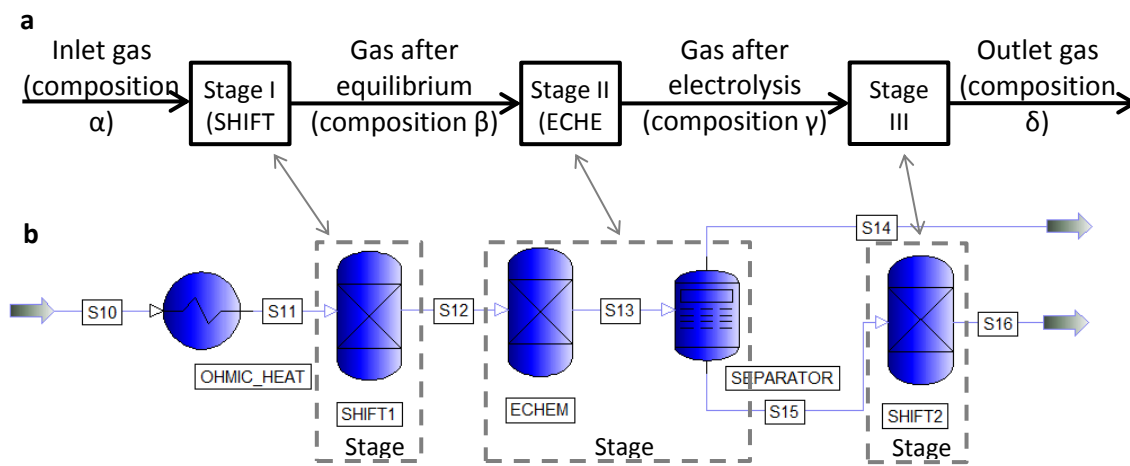 a
Inlet gas
(composition
α)
Stage I
(SHIFT
Gas after
equilibrium
(composition β)
Stage II
(ECHE
Gas after
electrolysis
(composition γ)
Stage
III
Outlet gas
(composition
δ)
b
S10
S11
S12
S13
S14
S15
S16
OHMIC_HEAT
SHIFT1
ECHEM
SEPARATOR
SHIFT2
Stage
Stage
Stage